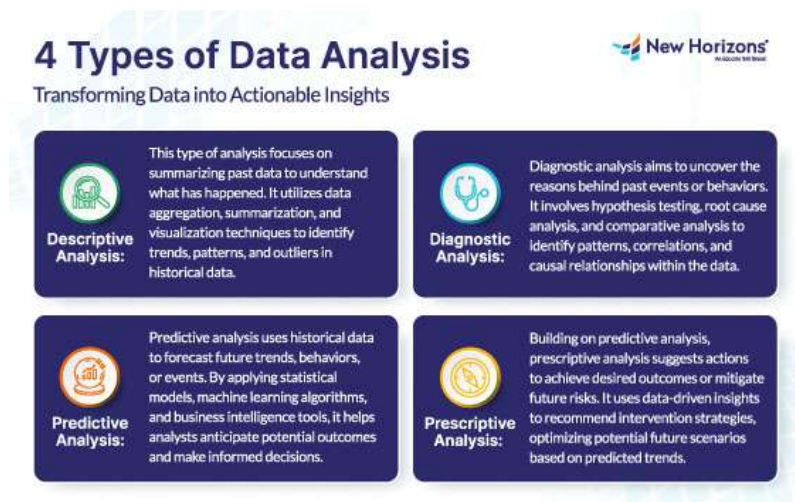 4 Types of Data Analysis
New Horizons®
Transforming Data into Actionable Insights
Descriptive
Analysis:
This type of analysis focuses on
summarizing past data to understand
what has happened. It utilizes data
aggregation, summarization, and
visualization techniques to identify
trends, patterns, and outliers in
historical data.
Diagnostic
Analysis:
Diagnostic analysis aims to uncover the
reasons behind past events or behaviors.
It involves hypothesis testing, root cause
analysis, and comparative analysis to
identify patterns, correlations, and
causal relationships within the data.
Predictive
Analysis:
Predictive analysis uses historical data
to forecast future trends, behaviors,
or events. By applying statistical
models, machine learning algorithms,
and business intelligence tools, it helps
analysts anticipate potential outcomes
and make informed decisions.
Prescriptive
Analysis:
Building on predictive analysis,
prescriptive analysis suggests actions
to achieve desired outcomes or mitigate
future risks. It uses data-driven insights
to recommend intervention strategies,
optimizing potential future scenarios
based on predicted trends.